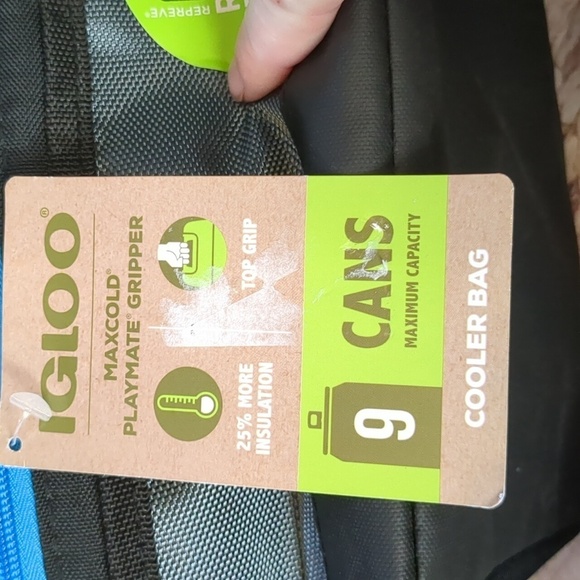 REPREVE®
IGLOO®
MAXCOLD®
PLAYMATE® GRIPPER
25% MORE
INSULATION
TOP GRIP
9
CANS
MAXIMUM CAPACITY
COOLER BAG